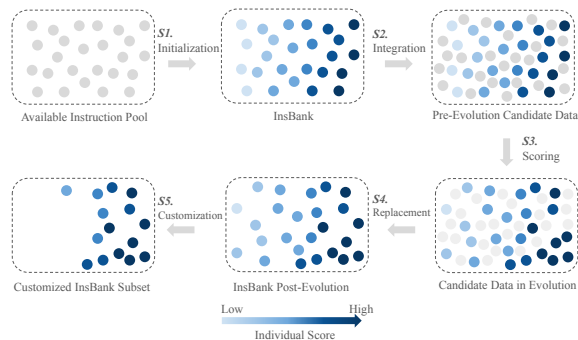 S1.
Initialization
S2.
Integration
Available Instruction Pool
InsBank
Pre-Evolution Candidate Data
S3.
Scoring
S5.
Customization
S4.
Replacement
Customized InsBank Subset
InsBank Post-Evolution
Candidate Data in Evolution
Low
High
Individual Score